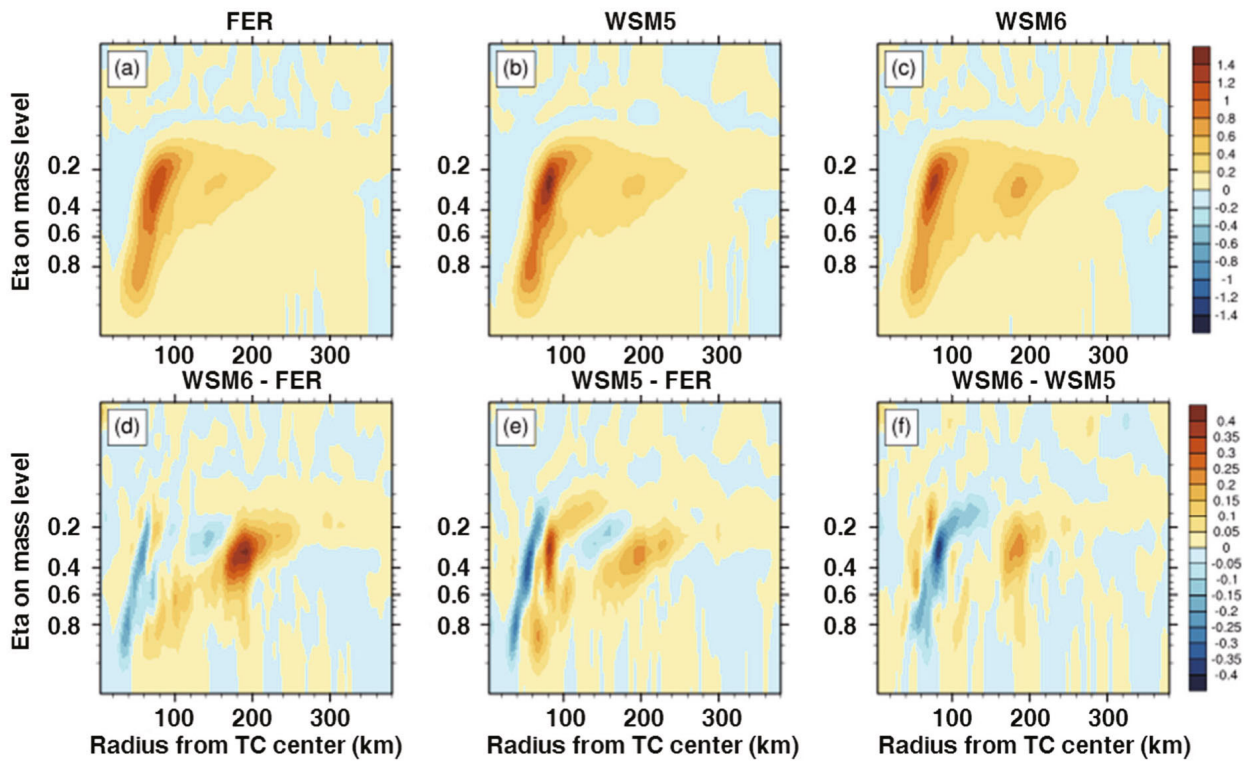 FER WSM5 WSM6
(a) (b) (c)
Eta on mass level
0.2 0.2 0.2
0.4 0.4 0.4
0.6 0.6 0.6
0.8 0.8 0.8
100 200 300 100 200 300 100 200 300
1.4
1.2
1
0.8
0.6
0.4
0.2
0
-0.2
-0.4
-0.6
-0.8
-1
-1.2
-1.4
WSM6 - FER WSM5 - FER WSM6 - WSM5
(d) (e) (f)
Eta on mass level
0.2 0.2 0.2
0.4 0.4 0.4
0.6 0.6 0.6
0.8 0.8 0.8
100 200 300 100 200 300 100 200 300
Radius from TC center (km) Radius from TC center (km) Radius from TC center (km)
0.4
0.35
0.3
0.25
0.2
0.15
0.1
0.05
0
-0.05
-0.1
-0.15
-0.2
-0.25
-0.3
-0.35
-0.4